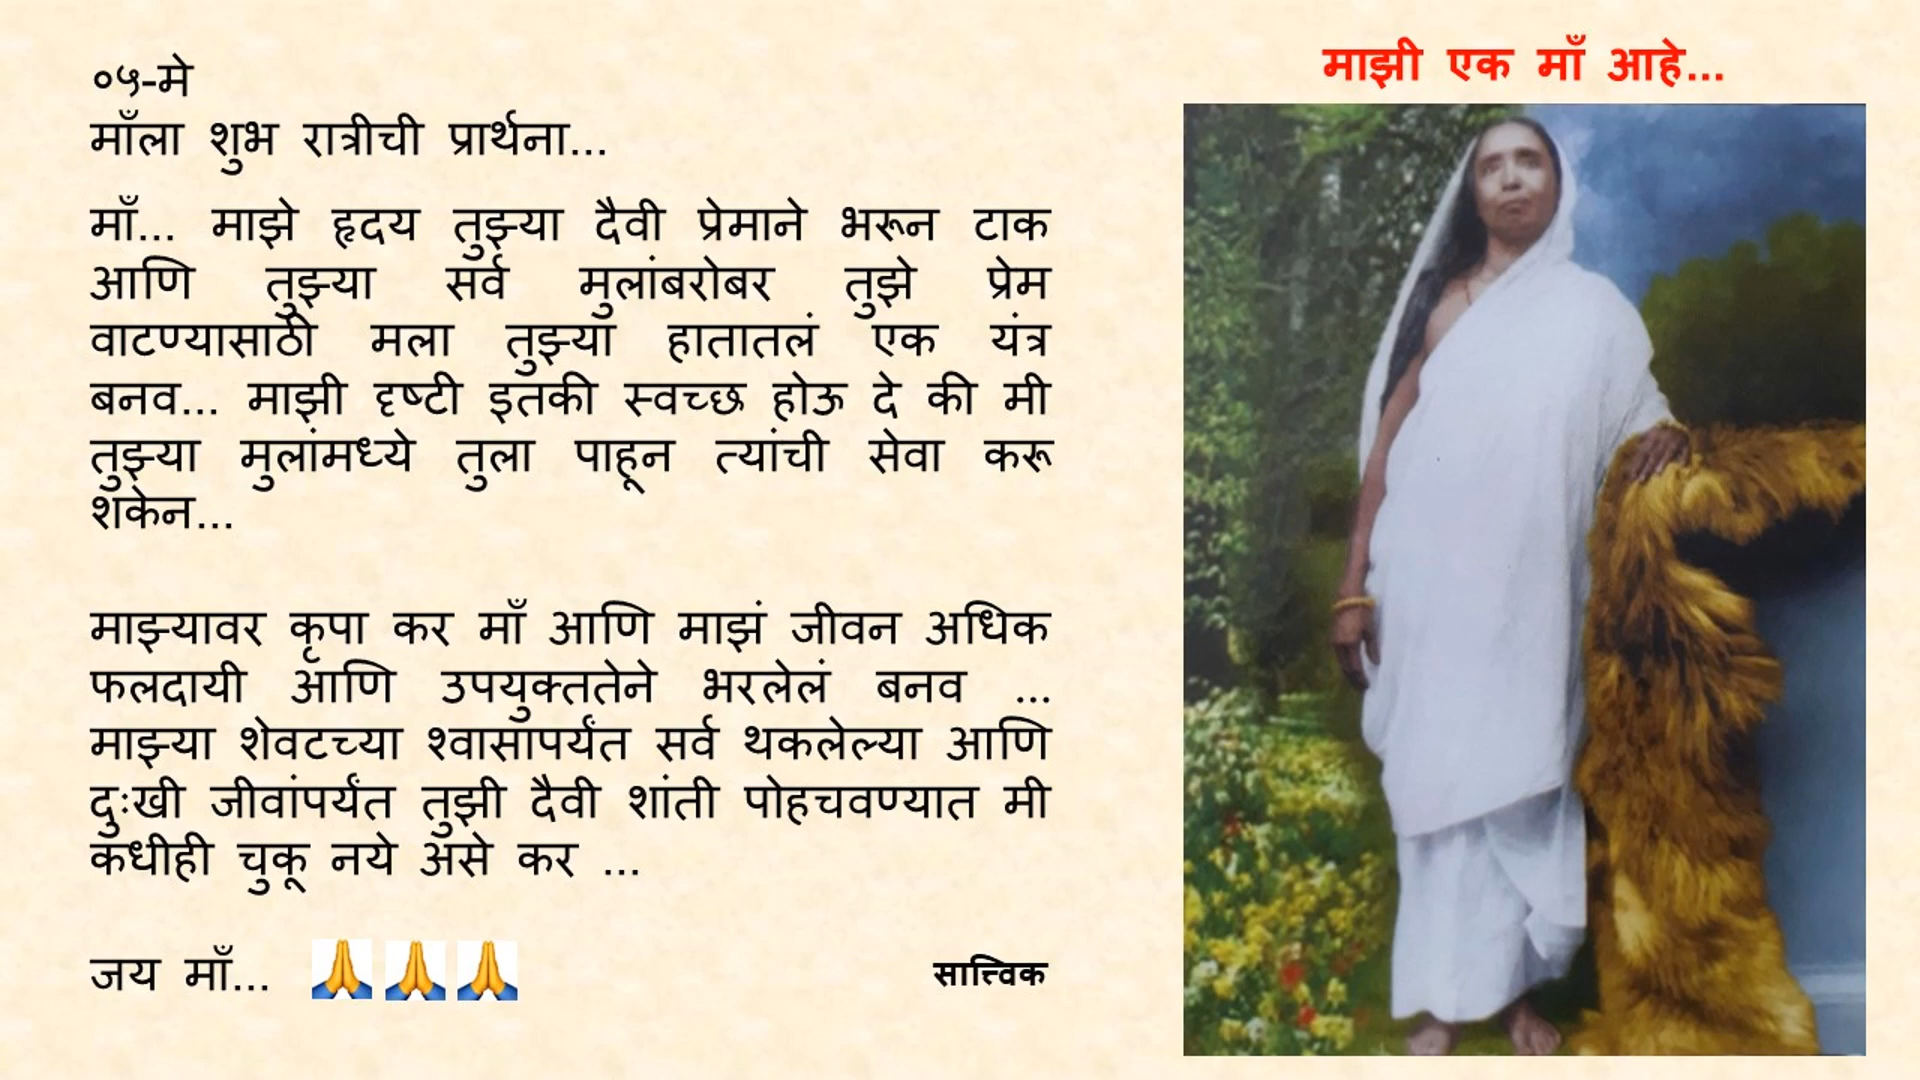 ०५-मे
माँला शुभ रात्रीची प्रार्थना...
माँ... माझे हृदय तुझ्या दैवी प्रेमाने भरून टाक
आणि तुझ्या सर्व मुलांबरोबर तुझे प्रेम
वाटण्यासाठी मला तुझ्या हातातलं एक यंत्र
बनव... माझी दृष्टी इतकी स्वच्छ होऊ दे की मी
तुझ्या मुलांमध्ये तुला पाहून त्यांची सेवा करू
शकेन...
माझ्यावर कृपा कर माँ आणि माझं जीवन अधिक
फलदायी आणि उपयुक्ततेने भरलेलं बनव ...
माझ्या शेवटच्या श्वासापर्यंत सर्व थकलेल्या आणि
दुःखी जीवांपर्यंत तुझी दैवी शांती पोहचवण्यात मी
कधीही चुकू नये असे कर ...
जय माँ... 🙏🙏🙏
सात्त्विक
माझी एक माँ आहे...